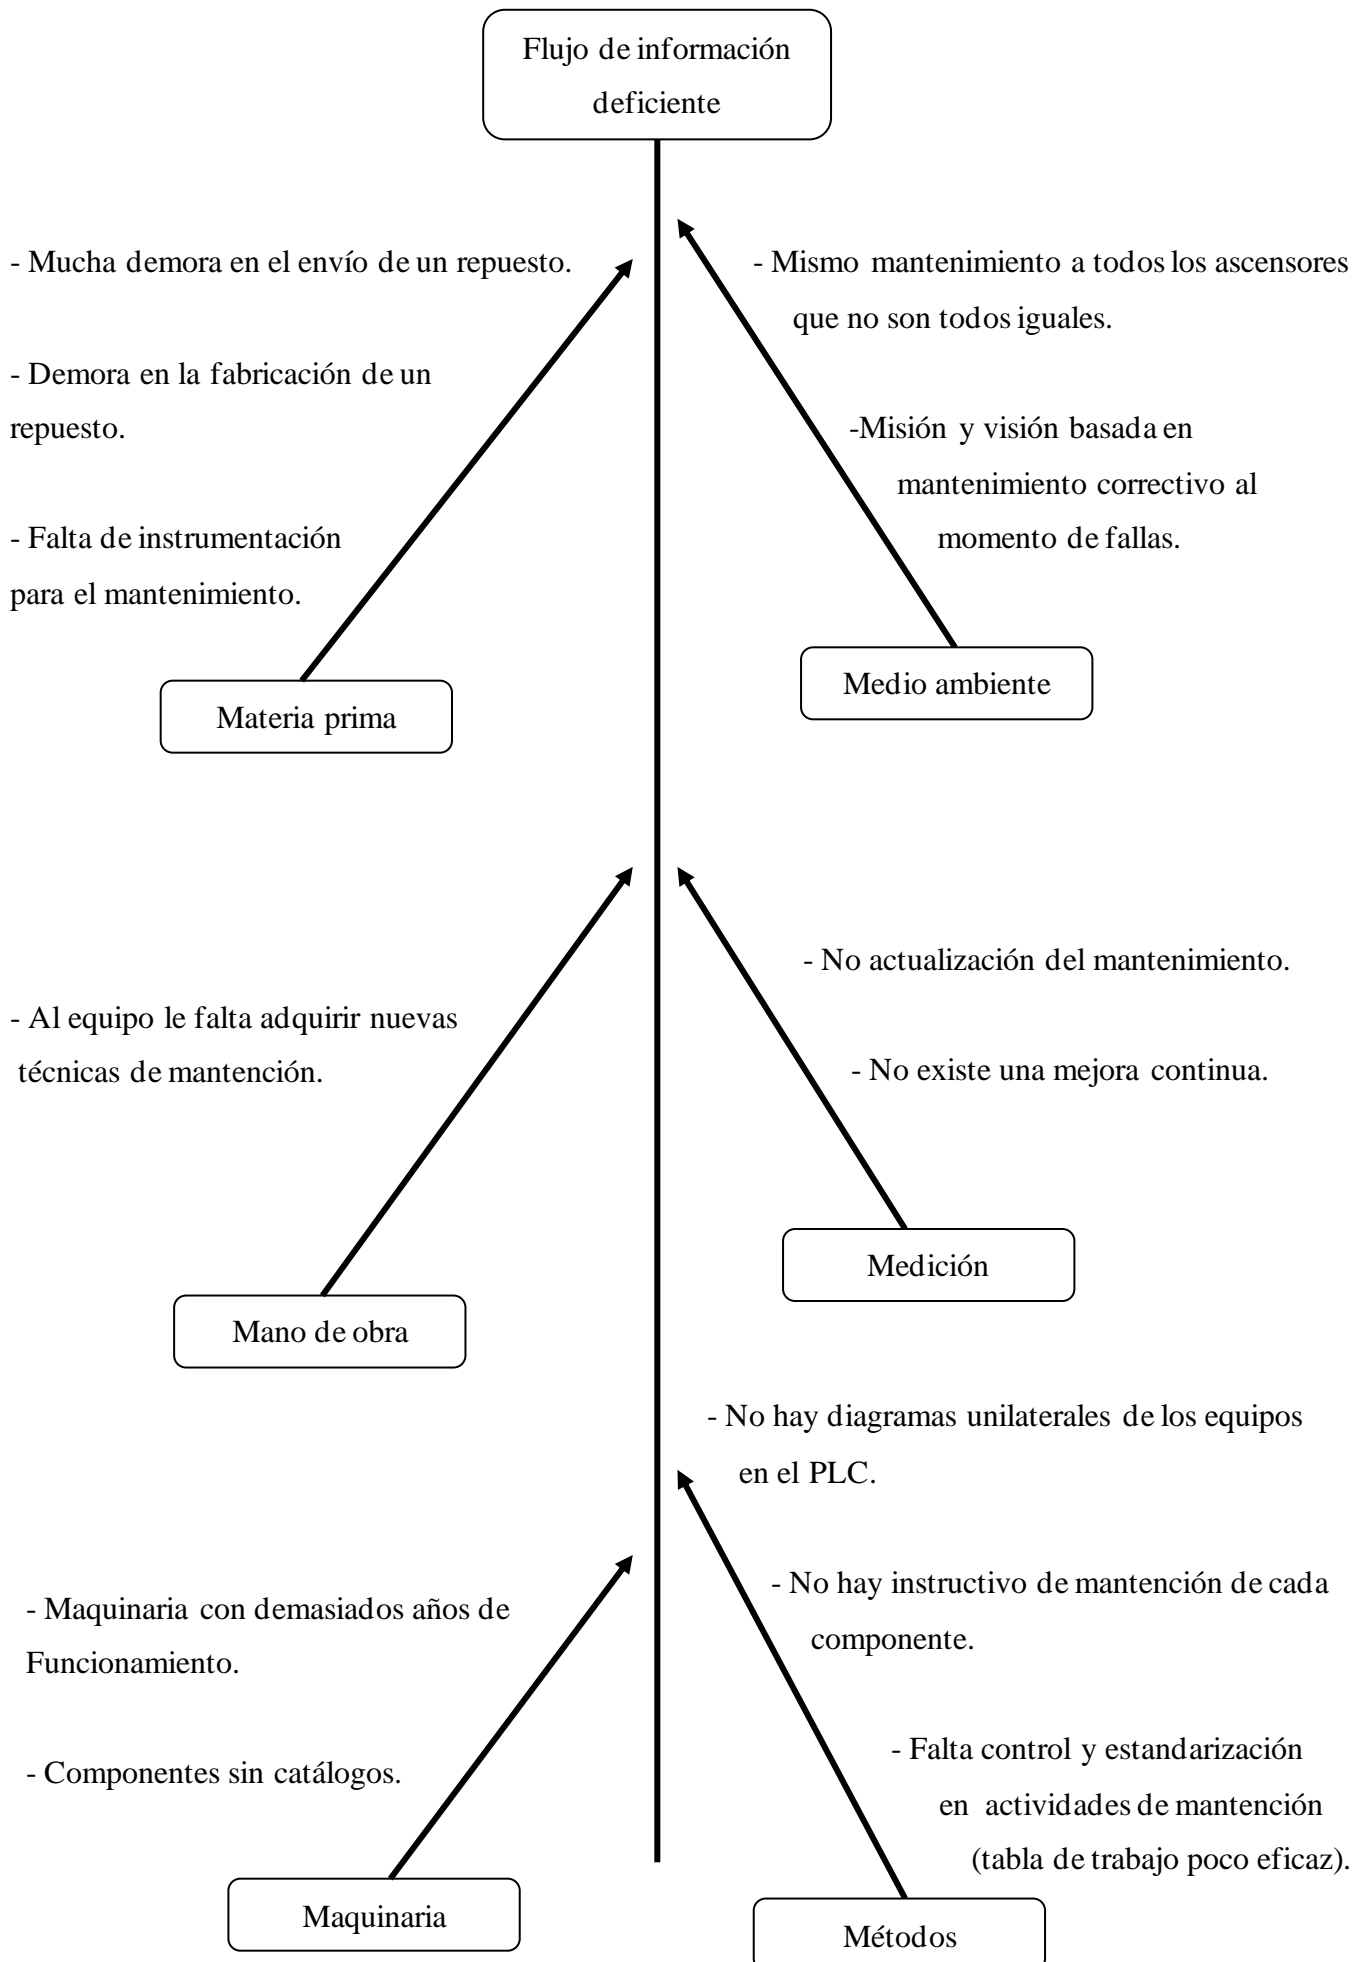 Flujo de información
deficiente
- Mucha demora en el envío de un repuesto.
- Demora en la fabricación de un
repuesto.
- Falta de instrumentación
para el mantenimiento.
Materia prima
- Mismo mantenimiento a todos los ascensores
que no son todos iguales.
-Misión y visión basada en
mantenimiento correctivo al
momento de fallas.
Medio ambiente
- Al equipo le falta adquirir nuevas
técnicas de mantención.
Mano de obra
- No actualización del mantenimiento.
- No existe una mejora continua.
Medición
- Maquinaria con demasiados años de
Funcionamiento.
- Componentes sin catálogos.
Maquinaria
- No hay diagramas unilaterales de los equipos
en el PLC.
- No hay instructivo de mantención de cada
componente.
- Falta control y estandarización
en actividades de mantención
(tabla de trabajo poco eficaz).
Métodos